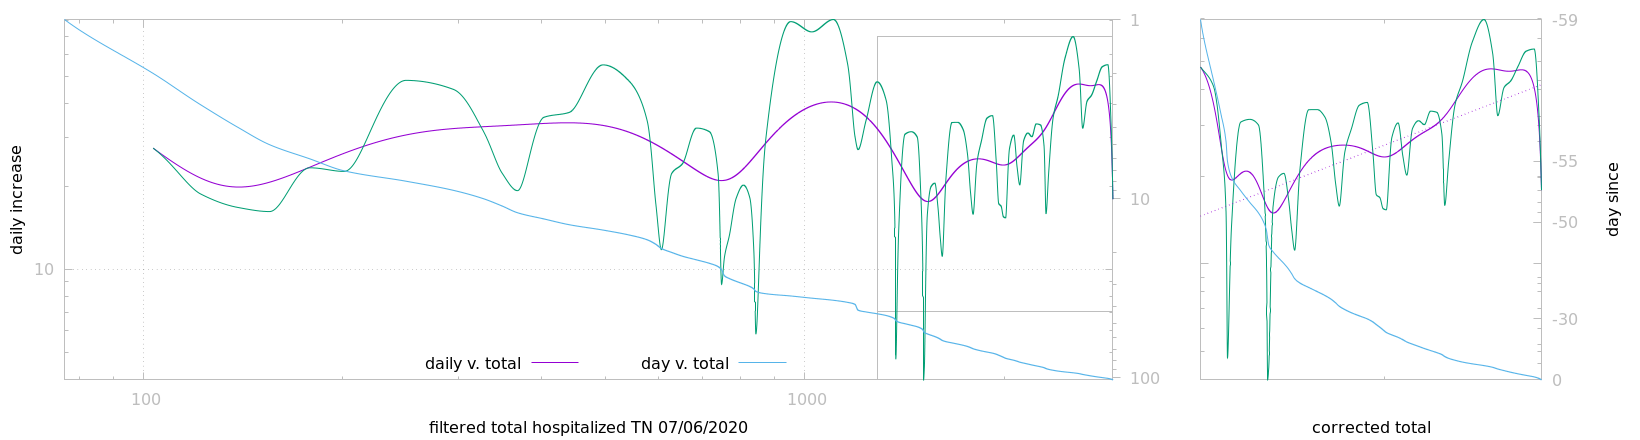 1
-59
daily increase
-55
day since
10
-50
10
-30
daily v. total
day v. total
100
0
100
1000
filtered total hospitalized TN 07/06/2020
corrected total